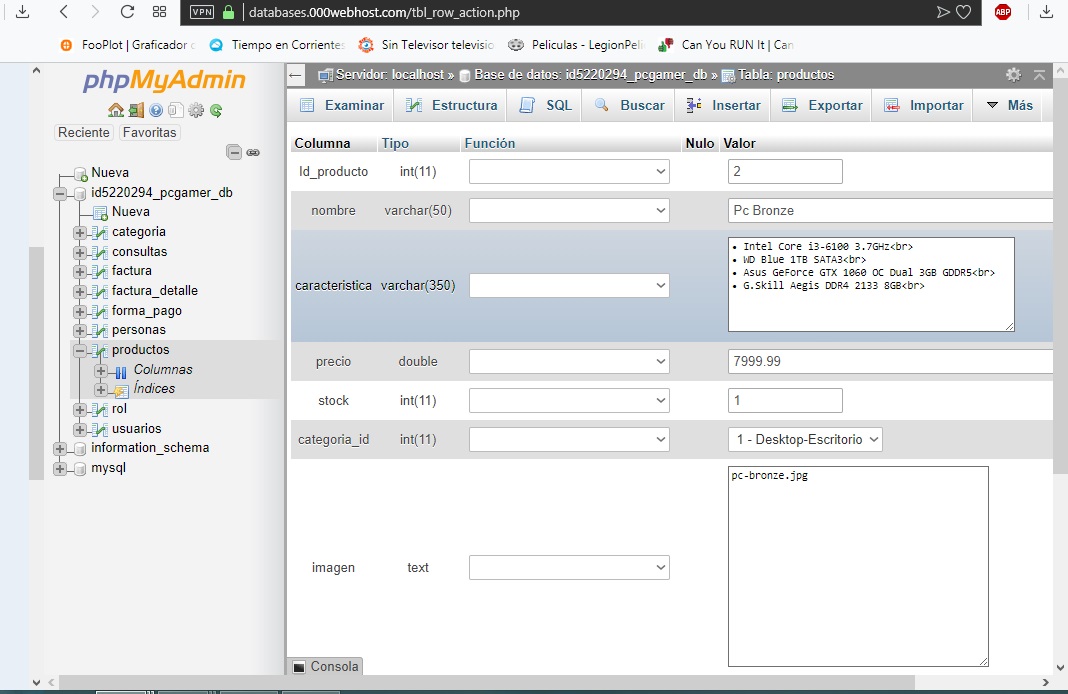 VPN databases.000webhost.com/tbl_row_action.php ABP
FooPlot | Graficador Tiempo en Corrientes Sin Televisor televisio Peliculas - LegionPeli Can You RUN It | Can
phpMyAdmin
Reciente Favoritas
Nueva
id5220294_pcgamer_db
Nueva
categoria
consultas
factura
factura_detalle
forma_pago
personas
productos
Columnas
Índices
rol
usuarios
information_schema
mysql
Servidor: localhost » Base de datos: id5220294_pcgamer_db » Tabla: productos
Examinar Estructura SQL Buscar Insertar Exportar Importar Más
Columna Tipo Función Nulo Valor
Id_producto int(11) 2
nombre varchar(50) Pc Bronze
caracteristica varchar(350)
• Intel Core i3-6100 3.7GHz<br>
• WD Blue 1TB SATA3<br>
• Asus GeForce GTX 1060 OC Dual 3GB GDDR5<br>
• G.Skill Aegis DDR4 2133 8GB<br>
precio double 7999.99
stock int(11) 1
categoria_id int(11) 1 - Desktop-Escritorio
imagen text
pc-bronze.jpg
Consola